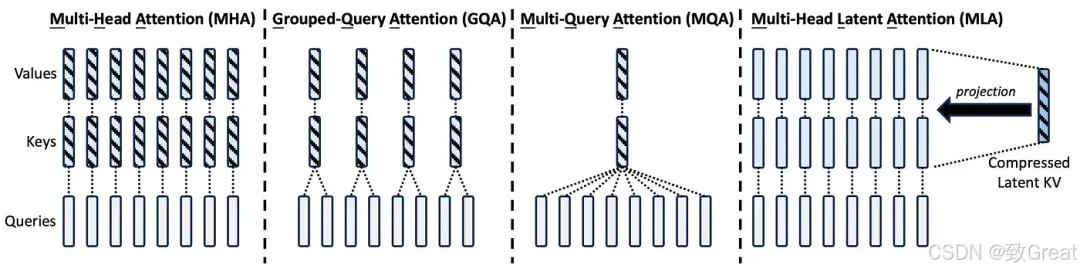 Multi-Head Attention (MHA)
Grouped-Query Attention (GQA)
Multi-Query Attention (MQA)
Multi-Head Latent Attention (MLA)
Values
Keys
Queries
projection
Compressed
Latent KV
CSDN @致Great